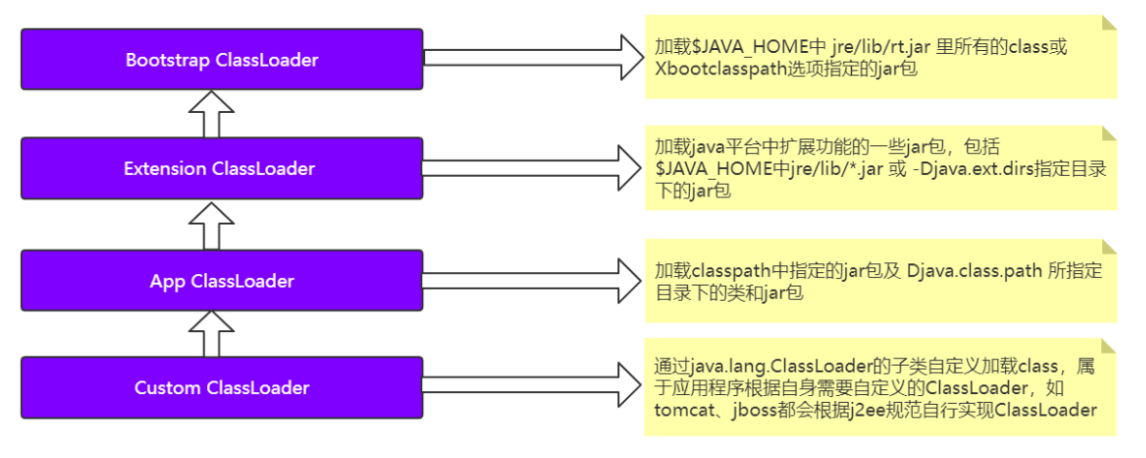 Bootstrap ClassLoader
加载$JAVA_HOME中 jre/lib/rt.jar 里所有的class或
Xbootclasspath选项指定的jar包
Extension ClassLoader
加载java平台中扩展功能的一些jar包，包括
$JAVA_HOME中jre/lib/*.jar 或 -Djava.ext.dirs指定目录
下的jar包
App ClassLoader
加载classpath中指定的jar包及 Djava.class.path 所指定
目录下的类和jar包
Custom ClassLoader
通过java.lang.ClassLoader的子类自定义加载class，属
于应用程序根据自身需要自定义的ClassLoader，如
tomcat、jboss都会根据j2ee规范自行实现ClassLoader